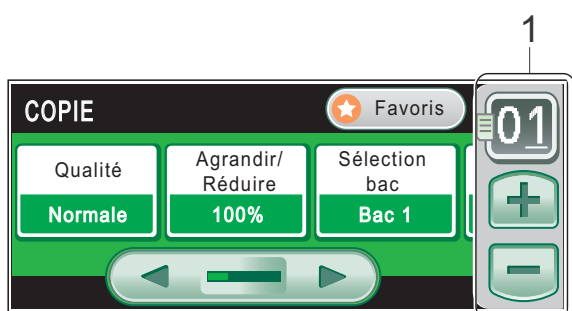 1
COPIE
Favoris
01
Qualité
Normale
Agrandir/
Réduire
100%
Sélection
bac
Bac 1